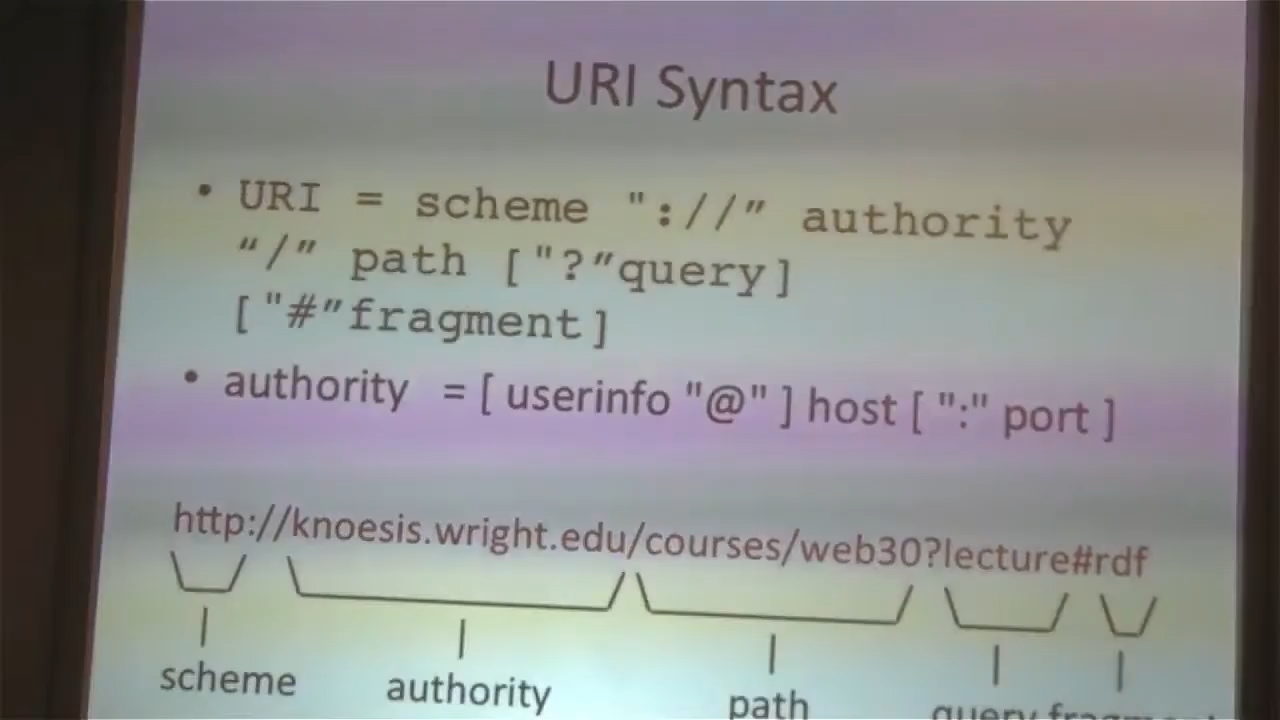 URI Syntax
• URI = scheme "://” authority
“/” path ["?”query]
["#”fragment]
• authority = [ userinfo "@" ] host [ ":" port ]
http://knoesis.wright.edu/courses/web30?lecture#rdf
scheme authority path query